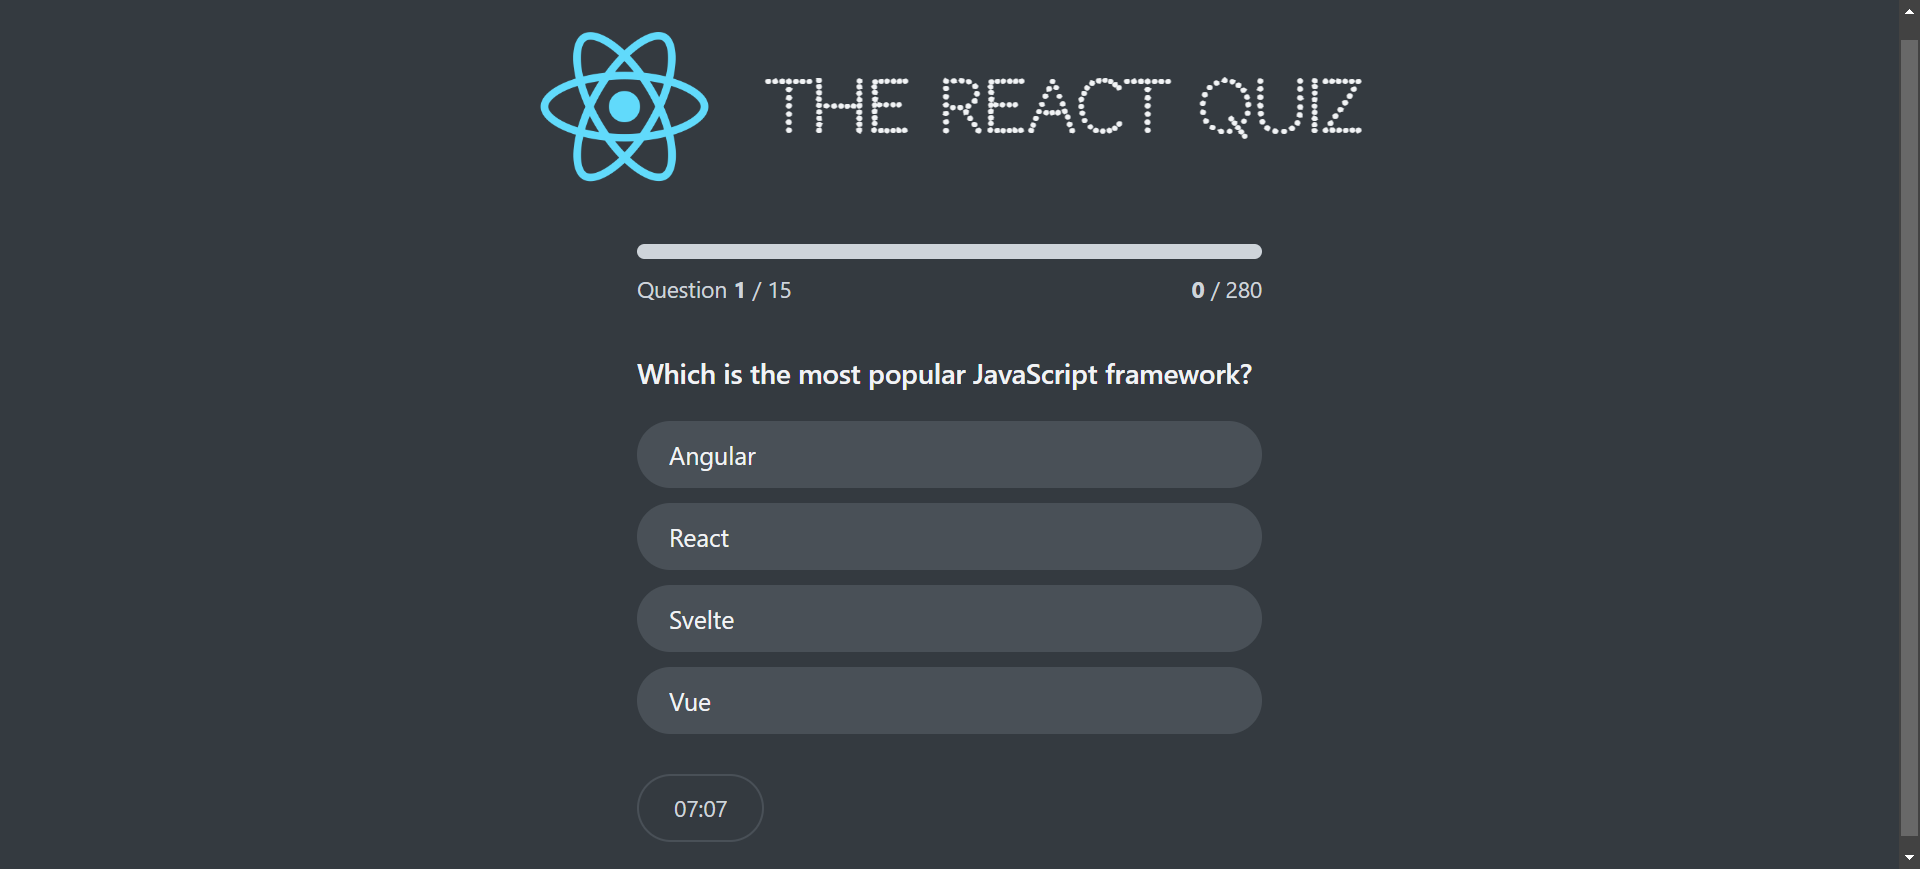 THE REACT QUIZ
Question 1 / 15
0 / 280
Which is the most popular JavaScript framework?
Angular
React
Svelte
Vue
07:07